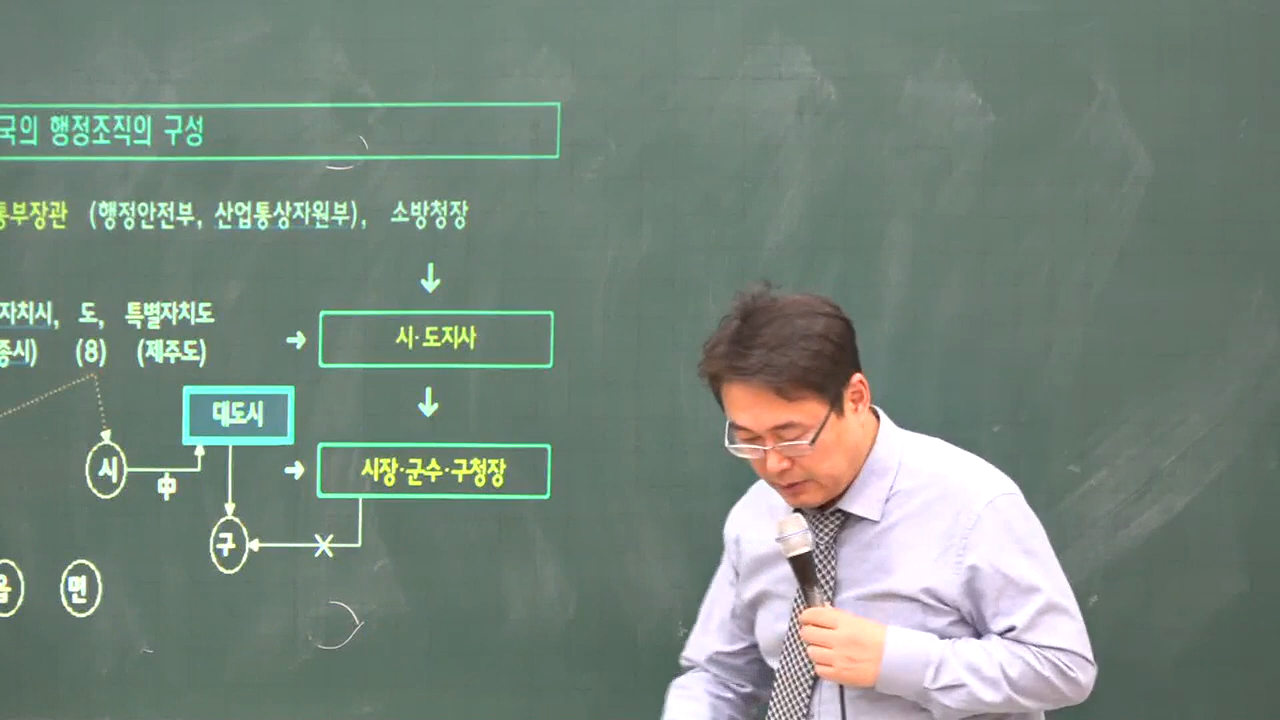 국의 행정조직의 구성
통부장관 (행정안전부, 산업통상자원부), 소방청장
↓
자치시, 도, 특별자치도
종시) (8) (제주도)
→ 시·도지사
↓
대도시
시
中
→ 시장·군수·구청장
구
X
읍 면